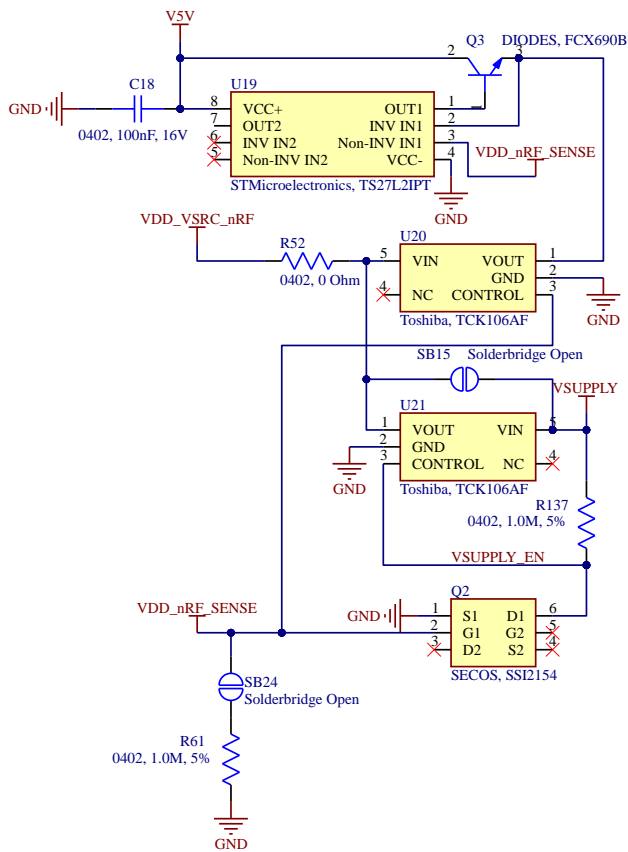 V5V
Q3
DIODES, FCX690B
2
3
1
C18
GND
0402, 100nF, 16V
U19
8 VCC+ OUT1 1
7 OUT2 INV IN1 2
6 INV IN2 Non-INV IN1 3
5 Non-INV IN2 VCC- 4
STMicroelectronics, TS27L2IPT
VDD_nRF_SENSE
GND
VDD_VSRC_nRF
R52
0402, 0 Ohm
U20
5 VIN VOUT 1
GND 2
4 NC CONTROL 3
Toshiba, TCK106AF
GND
SB15 Solderbridge Open
VSUPPLY
U21
1 VOUT VIN 5
2 GND
3 CONTROL NC 4
Toshiba, TCK106AF
GND
R137
0402, 1.0M, 5%
VSUPPLY_EN
VDD_nRF_SENSE
Q2
GND
1 S1 D1 6
2 G1 G2 5
3 D2 S2 4
SECOS, SSI2154
SB24
Solderbridge Open
R61
0402, 1.0M, 5%
GND